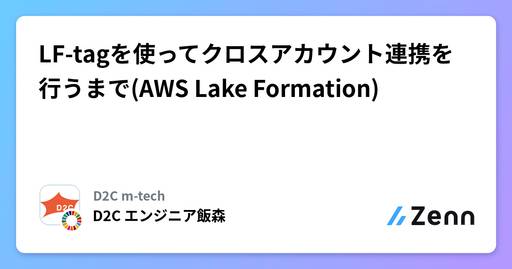 LF-tagを使ってクロスアカウント連携を
行うまで(AWS Lake Formation)
D2C
D2C m-tech
D2C エンジニア飯森
Zenn